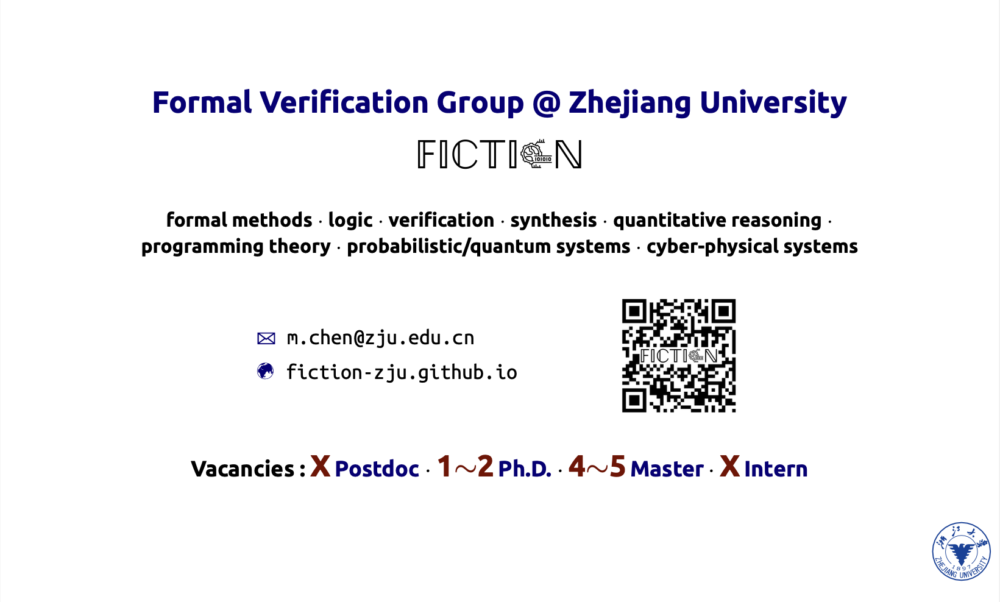 Formal Verification Group @ Zhejiang University
FICTION
101010
formal methods · logic · verification · synthesis · quantitative reasoning ·
programming theory · probabilistic/quantum systems · cyber-physical systems
m.chen@zju.edu.cn
fiction-zju.github.io
FICTION
Vacancies : X Postdoc · 1~2 Ph.D. · 4~5 Master · X Intern
浙江大学
1897
ZHEJIANG UNIVERSITY